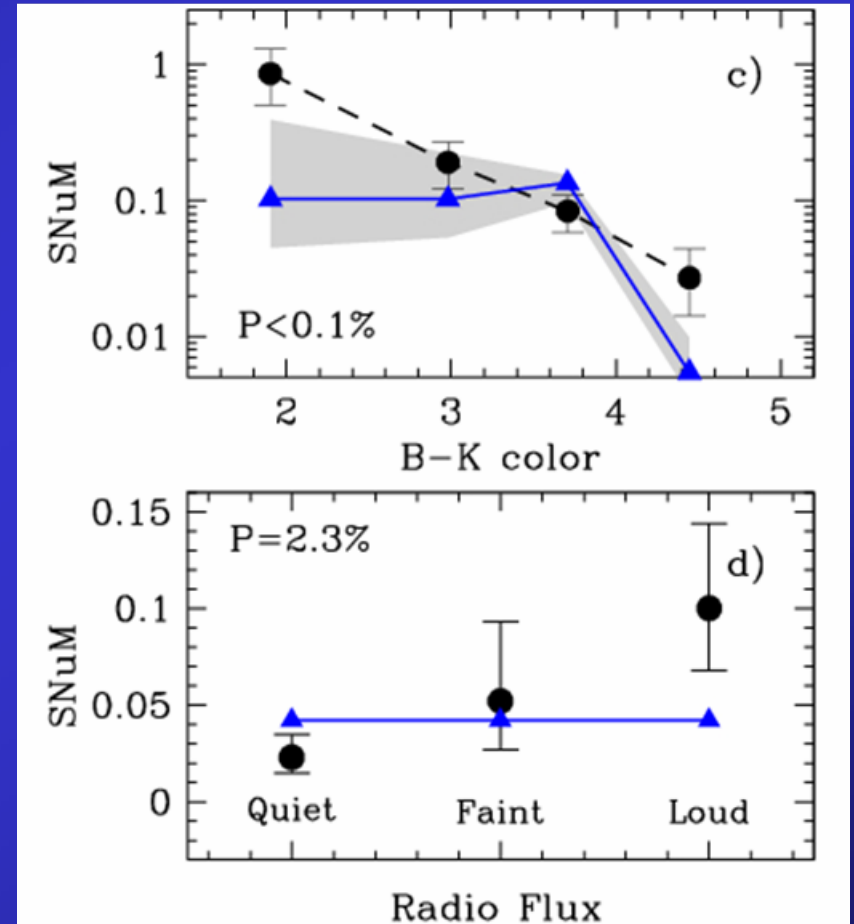 c)
1
0.1
0.01
SNuM
P<0.1%
2 3 4 5
B-K color
0.15
0.1
0.05
0
SNuM
P=2.3%
d)
Quiet Faint Loud
Radio Flux